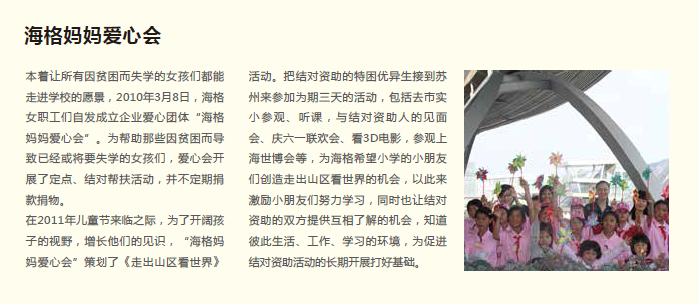 海格妈妈爱心会
本着让所有因贫困而失学的女孩们都能
走进学校的愿景，2010年3月8日，海格
女职工们自发成立企业爱心团体“海格
妈妈爱心会”。为帮助那些因贫困而导
致已经或将要失学的女孩们，爱心会开
展了定点、结对帮扶活动，并不定期捐
款捐物。
在2011年儿童节来临之际，为了开阔孩
子的视野，增长他们的见识，“海格妈
妈爱心会”策划了《走出山区看世界》
活动。把结对资助的特困优异生接到苏
州来参加为期三天的活动，包括去市实
小参观、听课，与结对资助人的见面
会、庆六一联欢会、看3D电影，参观上
海世博会等，为海格希望小学的小朋友
们创造走出山区看世界的机会，以此来
激励小朋友们努力学习，同时也让结对
资助的双方提供互相了解的机会，知道
彼此生活、工作、学习的环境，为促进
结对资助活动的长期开展打好基础。